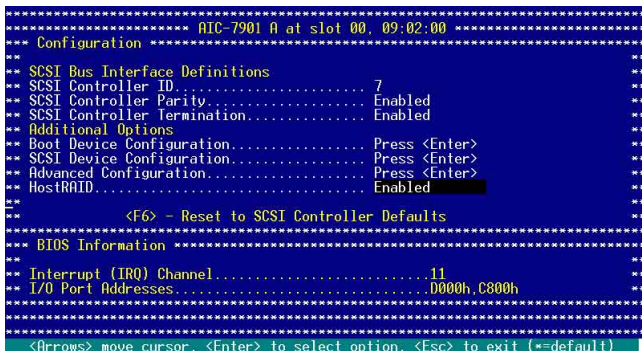 AIC-7901 A at slot 00, 09:02:00
Configuration
SCSI Bus Interface Definitions
SCSI Controller ID........................ 7
SCSI Controller Parity.................... Enabled
SCSI Controller Termination............... Enabled
Additional Options
Boot Device Configuration................. Press <Enter>
SCSI Device Configuration................. Press <Enter>
Advanced Configuration.................... Press <Enter>
HostRAID.................................. Enabled
<F6> - Reset to SCSI Controller Defaults
BIOS Information
Interrupt (IRQ) Channel...........................11
I/O Port Addresses................................D000h,C800h
<Arrows> move cursor, <Enter> to select option, <Esc> to exit (*=default)